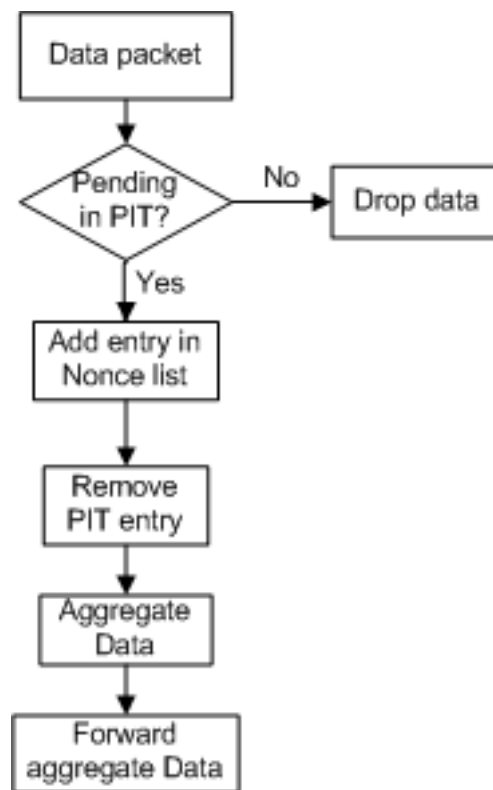 Data packet
Pending
in PIT?
No
Drop data
Yes
Add entry in
Nonce list
Remove
PIT entry
Aggregate
Data
Forward
aggregate Data